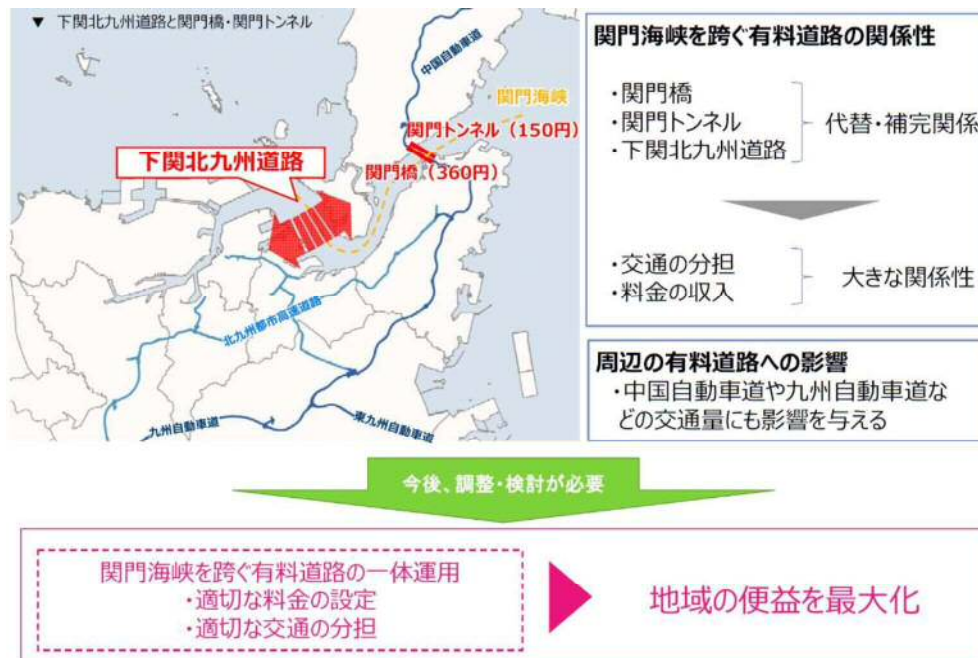 ▼ 下関北九州道路と関門橋・関門トンネル
中国自動車道
関門海峡
関門トンネル（150円）
下関北九州道路
関門橋（360円）
北九州都市高速道路
九州自動車道
東九州自動車道
関門海峡を跨ぐ有料道路の関係性
・関門橋
・関門トンネル
・下関北九州道路
代替・補完関係
・交通の分担
・料金の収入
大きな関係性
周辺の有料道路への影響
・中国自動車道や九州自動車道な
どの交通量にも影響を与える
今後、調整・検討が必要
関門海峡を跨ぐ有料道路の一体運用
・適切な料金の設定
・適切な交通の分担
地域の便益を最大化